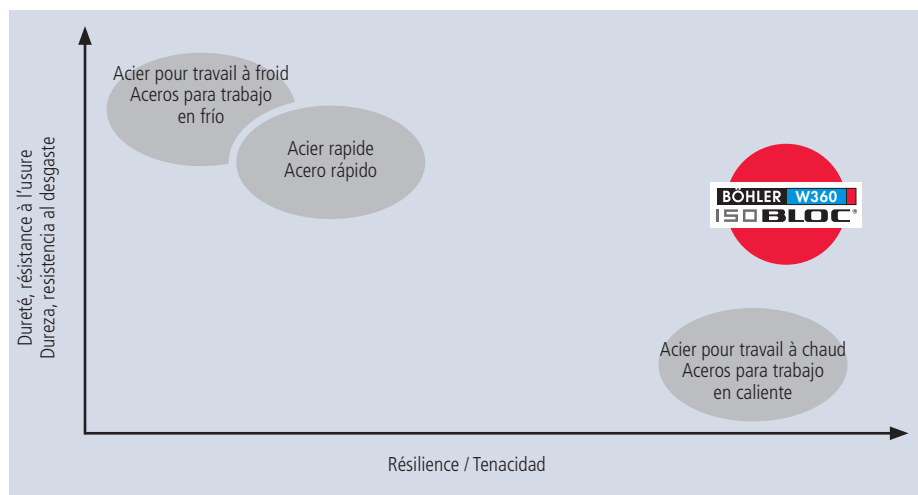 Acier pour travail à froid
Aceros para trabajo
en frío
Acier rapide
Acero rápido
BÖHLER W360
ISOBLOC®
Acier pour travail à chaud
Aceros para trabajo
en caliente
Dureté, résistance à l’usure
Dureza, resistencia al desgaste
Résilience / Tenacidad